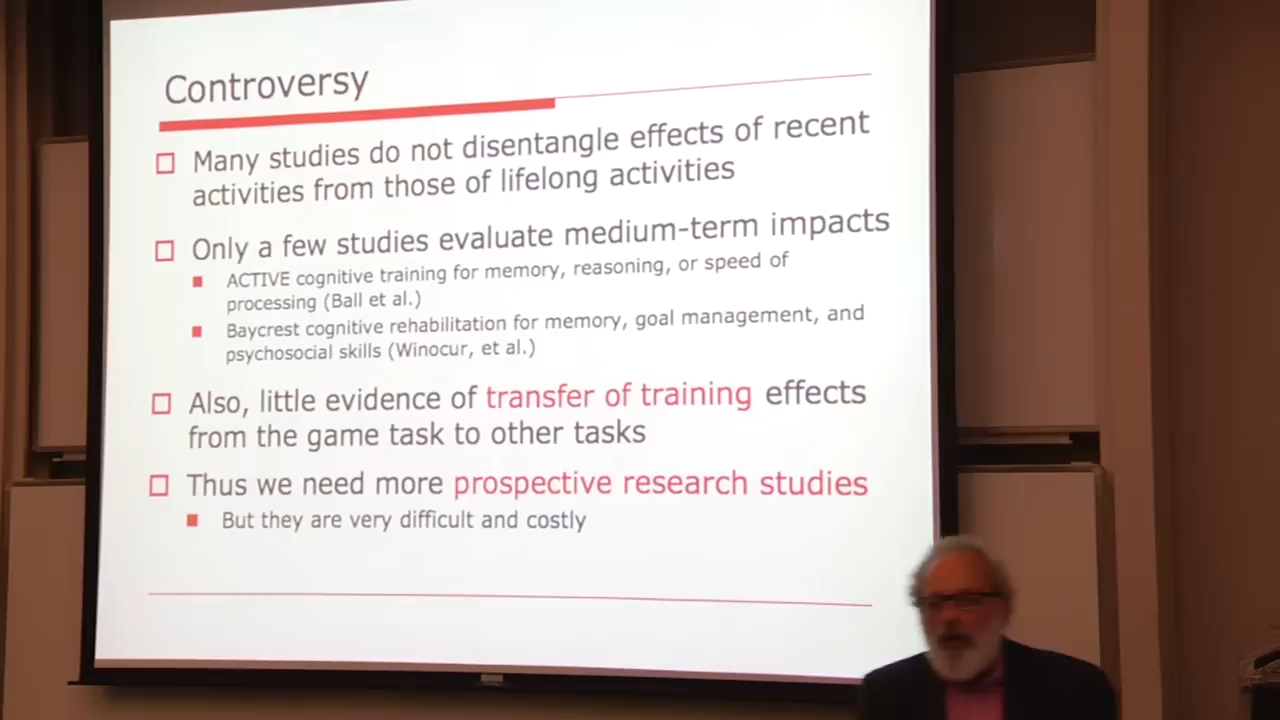 Controversy
Many studies do not disentangle effects of recent
activities from those of lifelong activities
Only a few studies evaluate medium-term impacts
ACTIVE cognitive training for memory, reasoning, or speed of
processing (Ball et al.)
Baycrest cognitive rehabilitation for memory, goal management, and
psychosocial skills (Winocur, et al.)
Also, little evidence of transfer of training effects
from the game task to other tasks
Thus we need more prospective research studies
But they are very difficult and costly